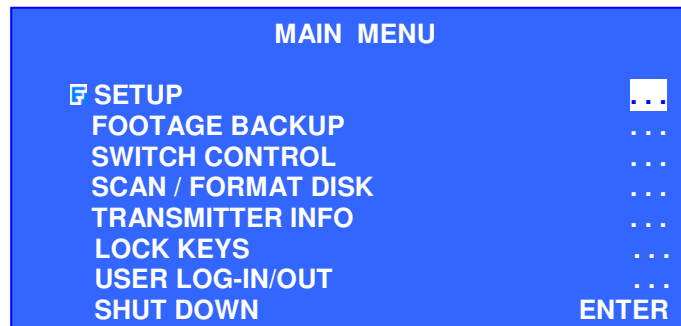 MAIN MENU
SETUP ...
FOOTAGE BACKUP ...
SWITCH CONTROL ...
SCAN / FORMAT DISK ...
TRANSMITTER INFO ...
LOCK KEYS ...
USER LOG-IN/OUT ...
SHUT DOWN ENTER